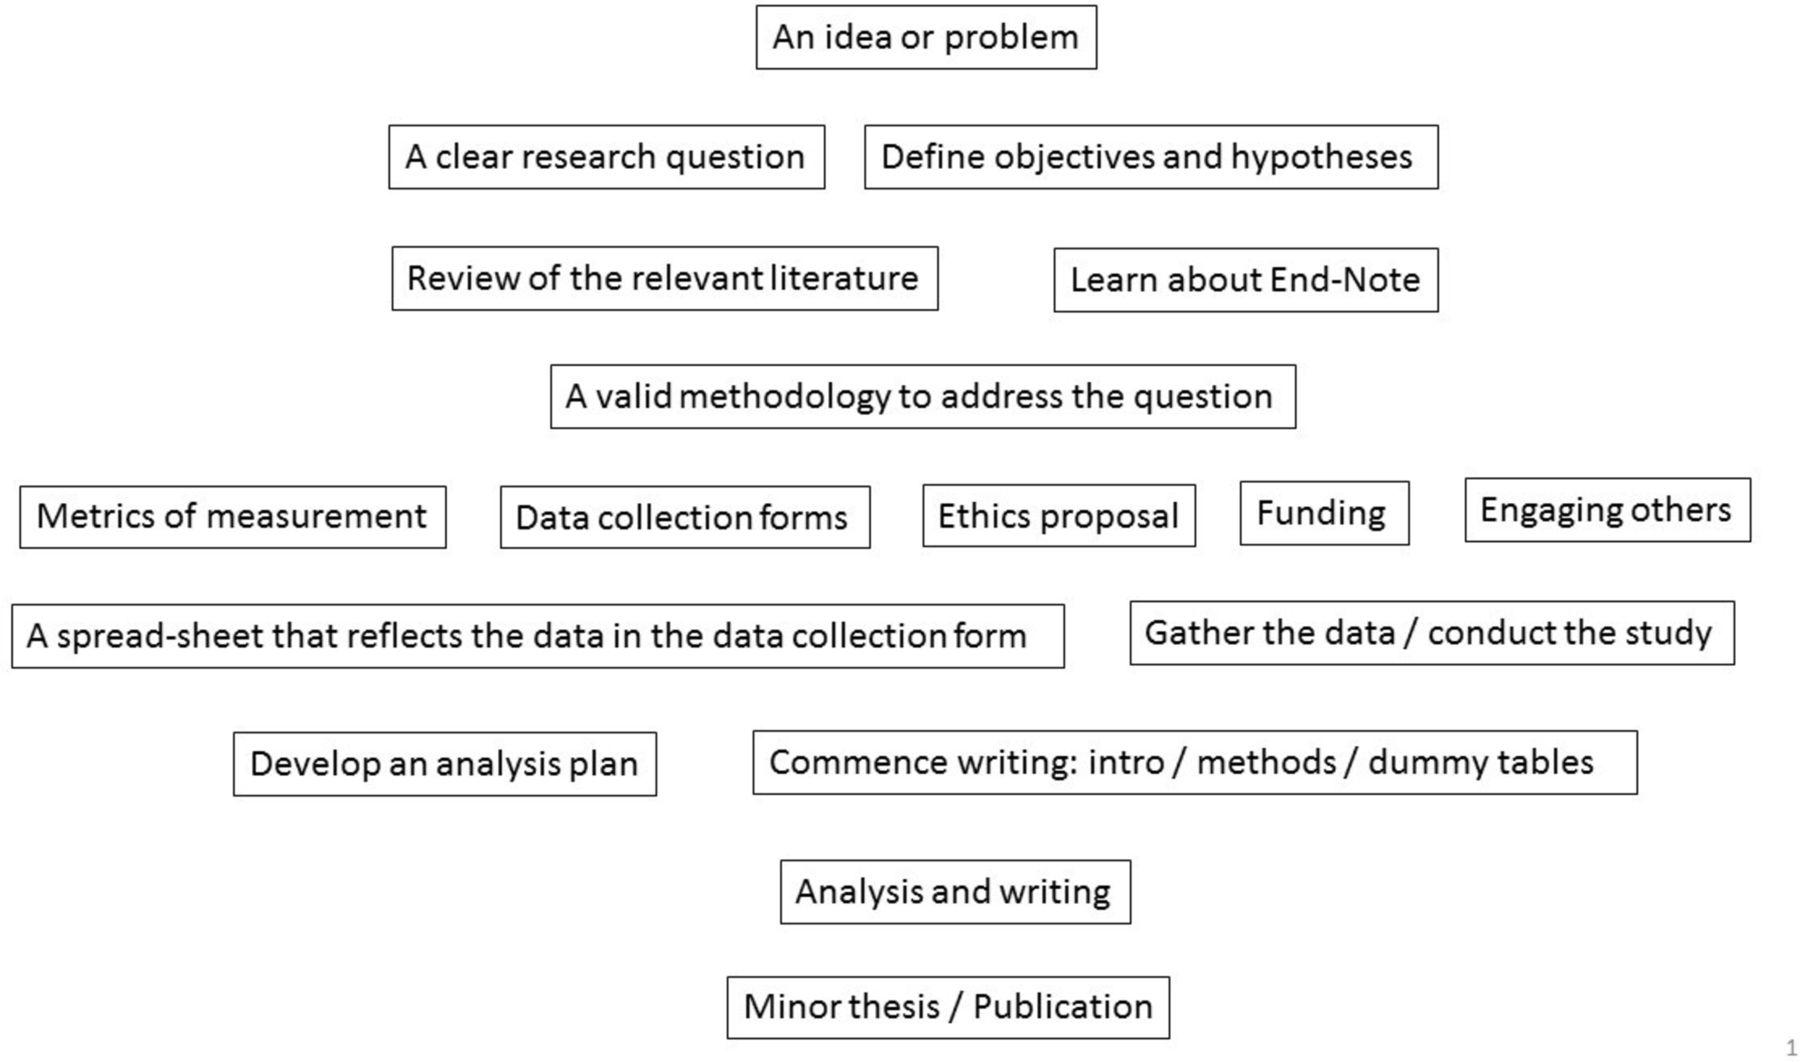 An idea or problem
A clear research question
Define objectives and hypotheses
Review of the relevant literature
Learn about End-Note
A valid methodology to address the question
Metrics of measurement
Data collection forms
Ethics proposal
Funding
Engaging others
A spread-sheet that reflects the data in the data collection form
Gather the data / conduct the study
Develop an analysis plan
Commence writing: intro / methods / dummy tables
Analysis and writing
Minor thesis / Publication
1